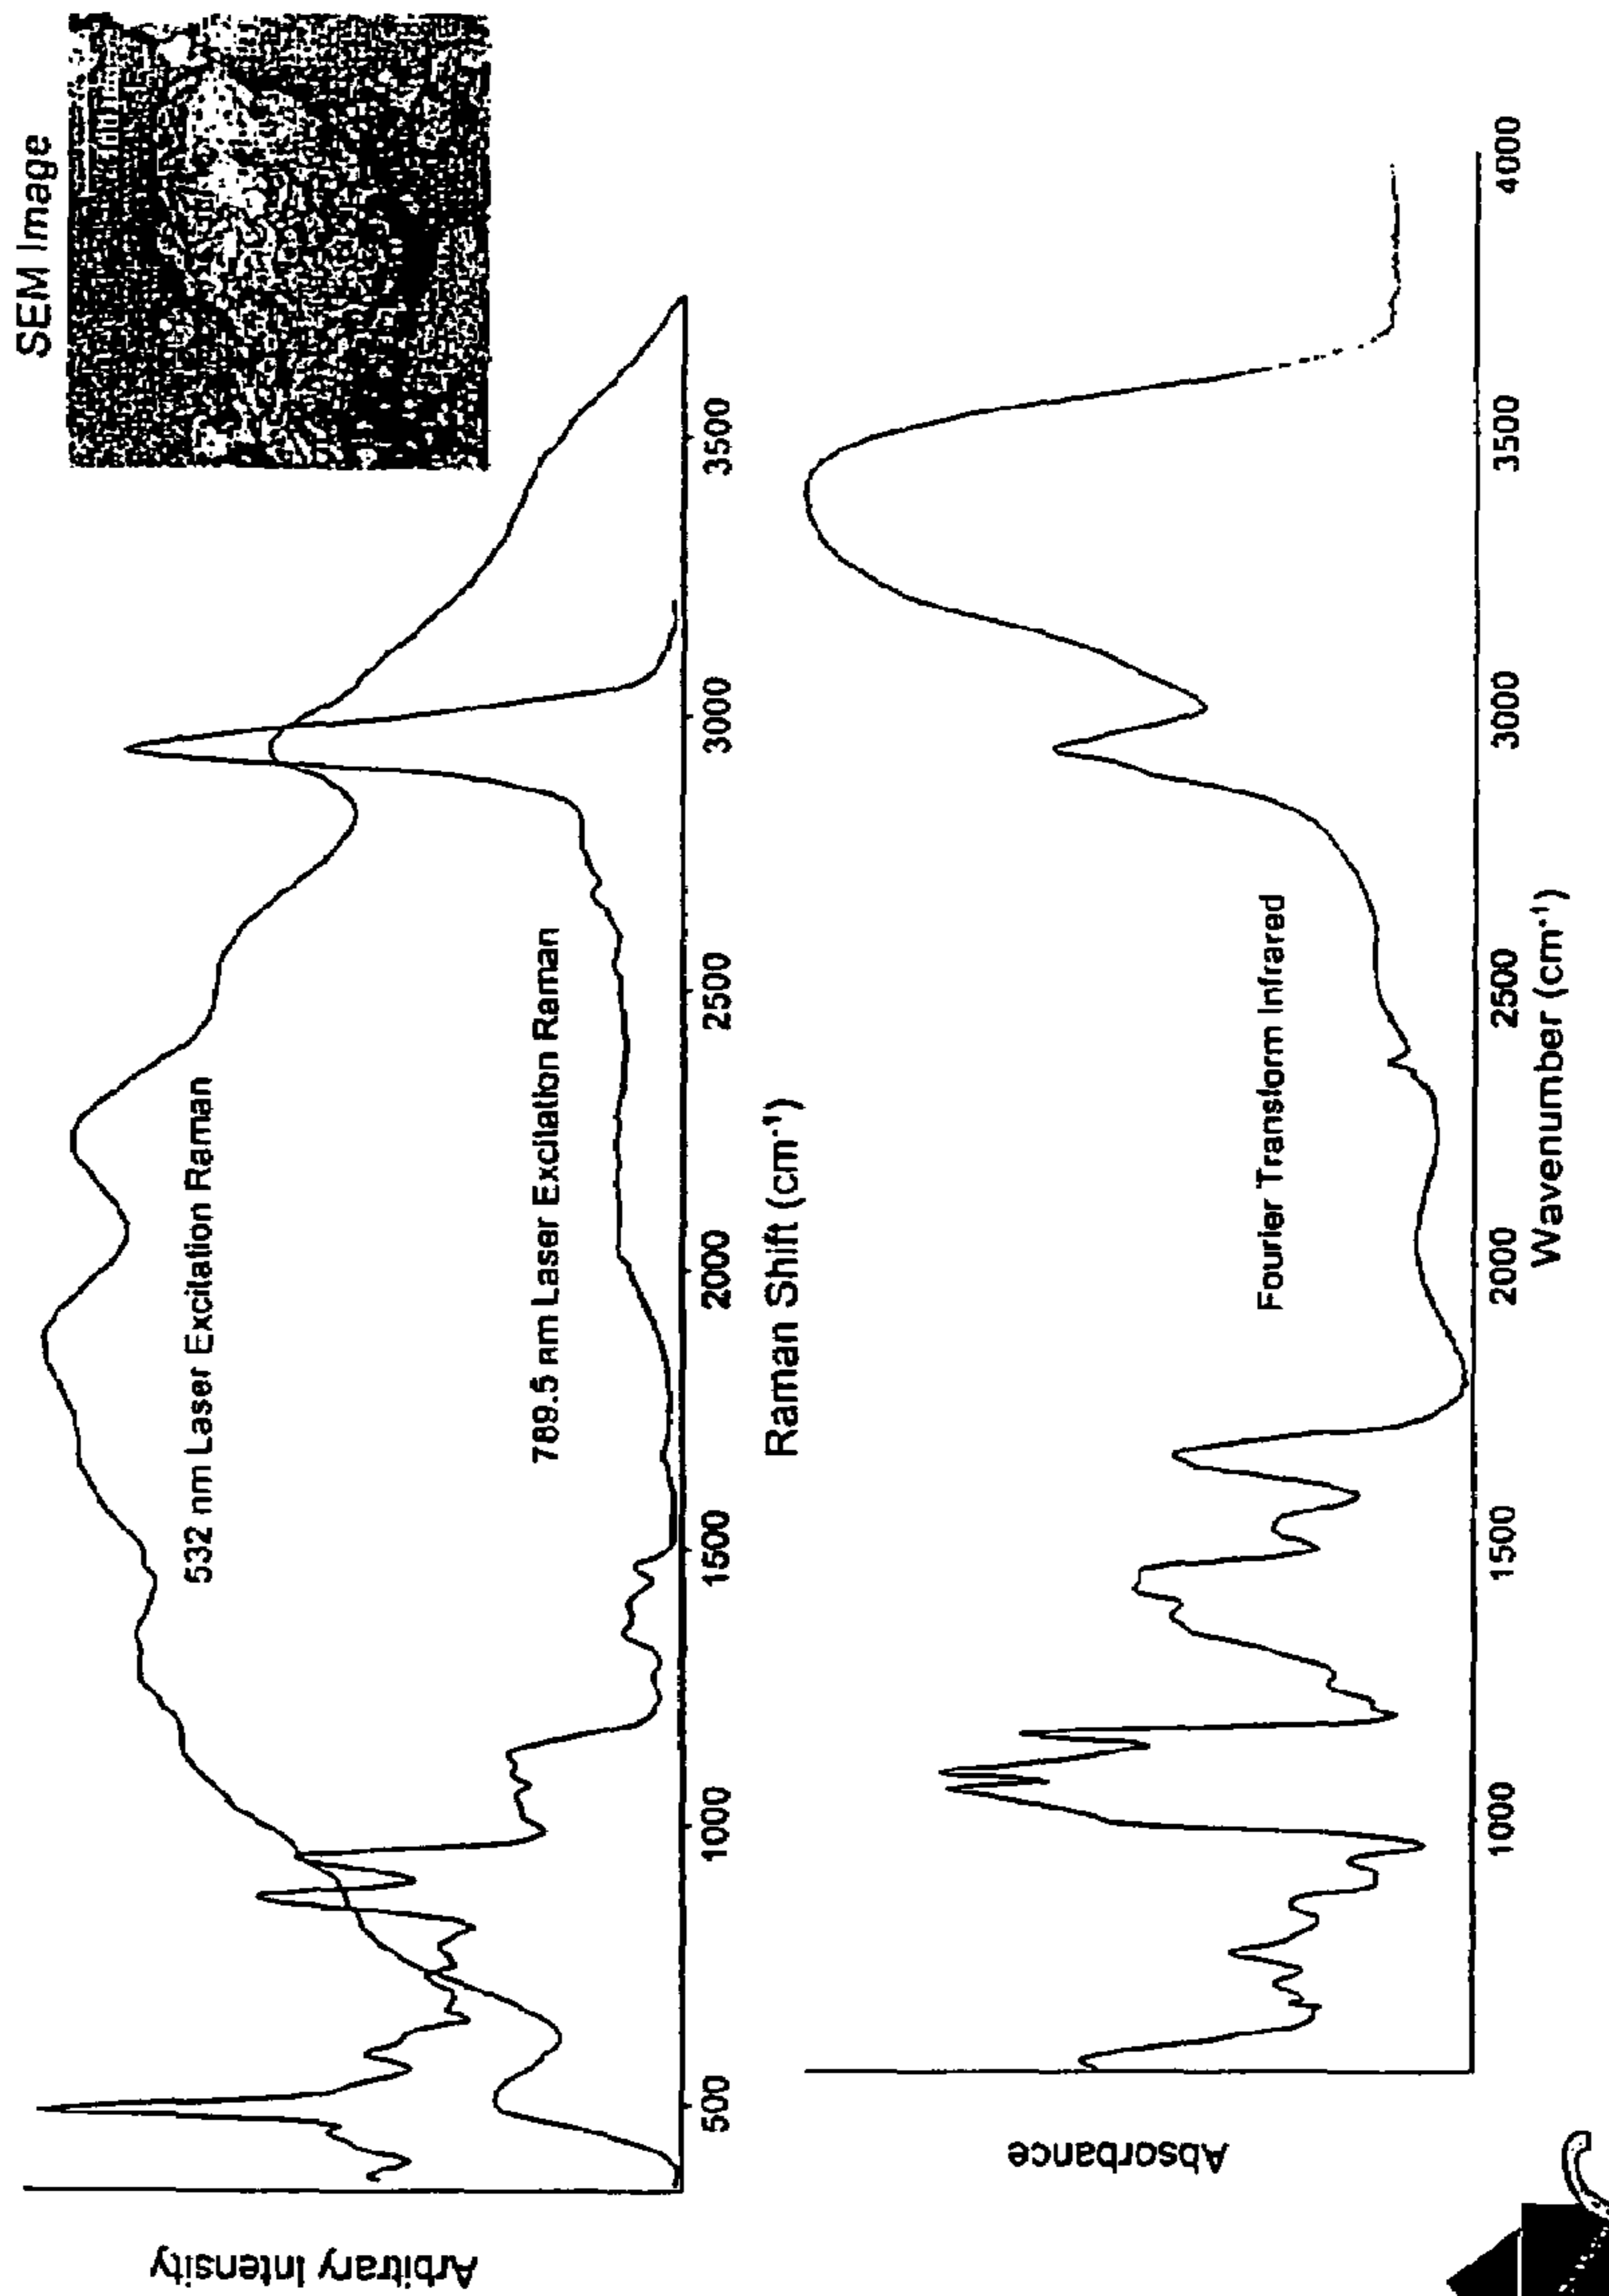 SEM Image
Arbitrary Intensity
532 nm Laser Excitation Raman
789.5 nm Laser Excitation Raman
500 1000 1500 2000 2500 3000 3500
Raman Shift (cm⁻¹)
Absorbance
Fourier Transform Infrared
1000 1500 2000 2500 3000 3500 4000
Wavenumber (cm⁻¹)